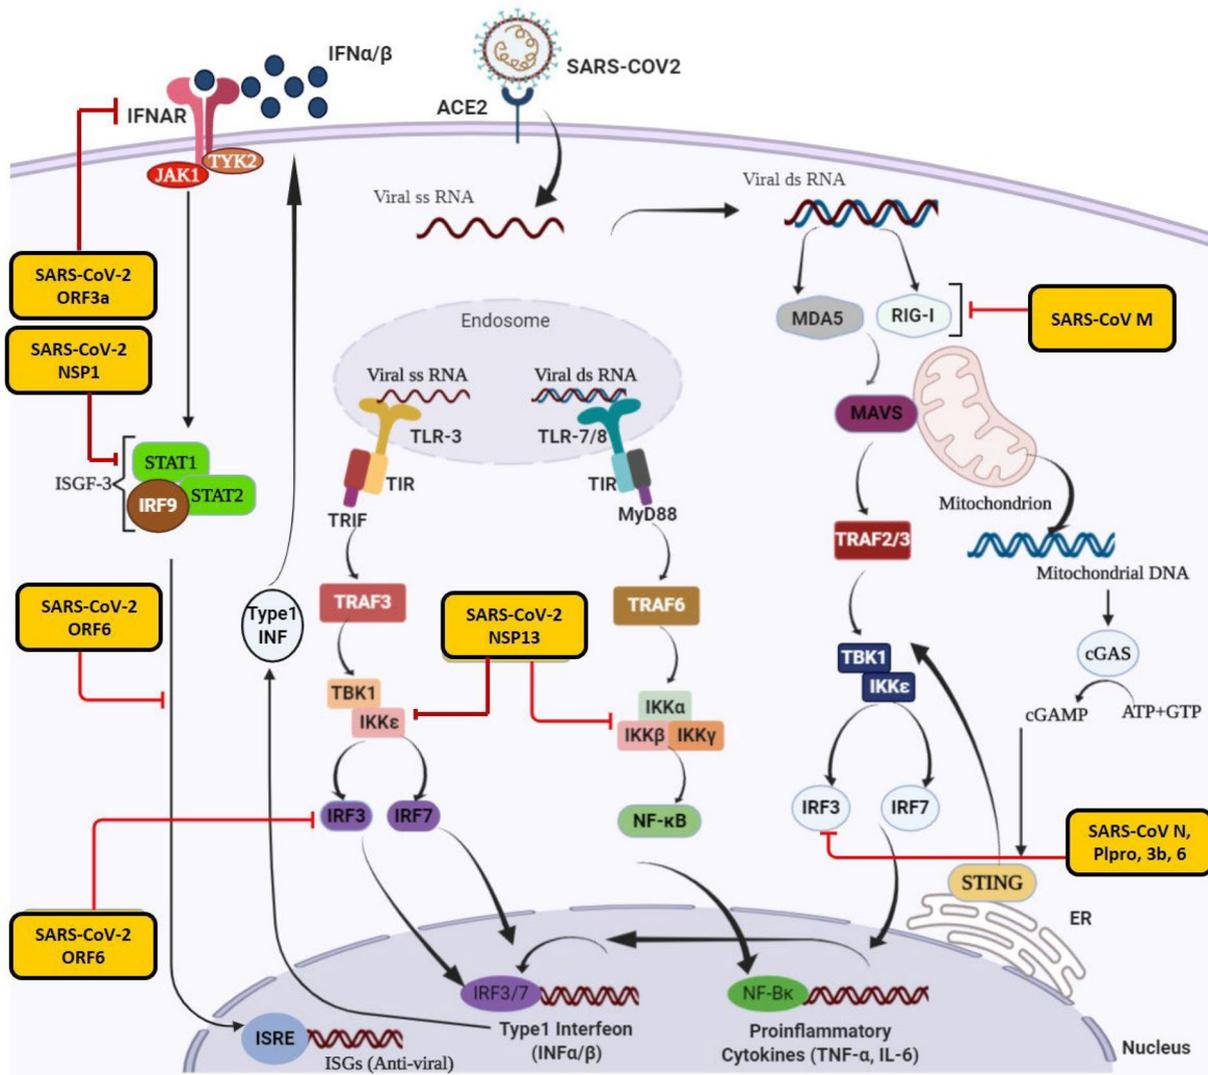 IFNα/β
SARS-COV2
ACE2
IFNAR
TYK2
JAK1
Viral ss RNA
Viral ds RNA
SARS-CoV-2
ORF3a
SARS-CoV-2
NSP1
MDA5
RIG-I
SARS-CoV M
Endosome
Viral ss RNA
Viral ds RNA
TLR-3
TLR-7/8
MAVS
STAT1
ISGF-3
STAT2
IRF9
TIR
TIR
TRIF
MyD88
Mitochondrion
TRAF2/3
Mitochondrial DNA
SARS-CoV-2
ORF6
Type1
INF
TRAF3
SARS-CoV-2
NSP13
TRAF6
TBK1
IKKε
cGAS
TBK1
IKKε
IKKα
IKKβ
IKKγ
cGAMP
ATP+GTP
IRF3
IRF7
NF-κB
IRF3
IRF7
SARS-CoV N,
Plpro, 3b, 6
STING
ER
SARS-CoV-2
ORF6
IRF3/7
NF-Bκ
ISRE
ISGs (Anti-viral)
Type1 Interfeon
(INFα/β)
Proinflammatory
Cytokines (TNF-α, IL-6)
Nucleus